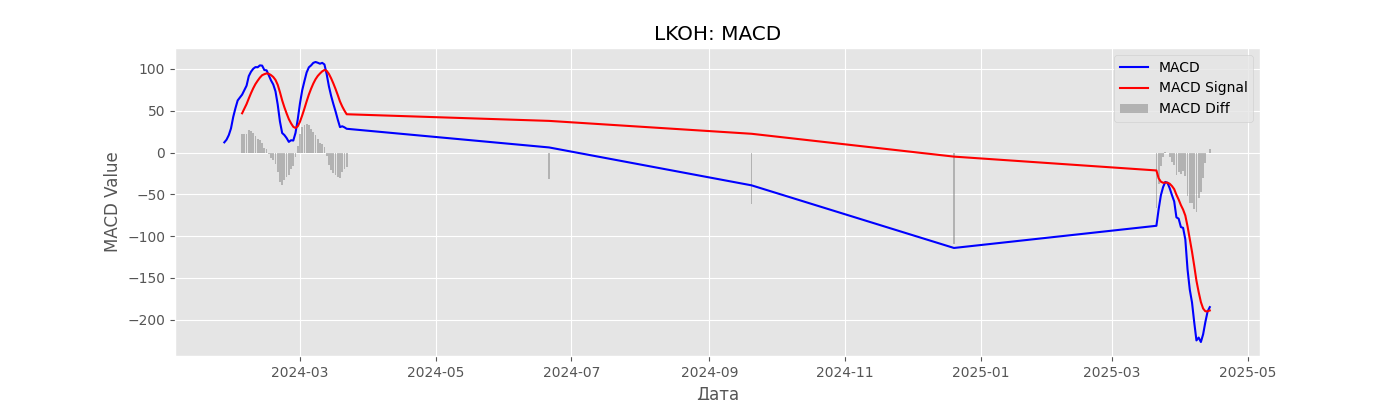 LKOH: MACD
MACD
MACD Signal
MACD Diff
MACD Value
100
50
0
−50
−100
−150
−200
2024-03
2024-05
2024-07
2024-09
2024-11
2025-01
2025-03
2025-05
Дата